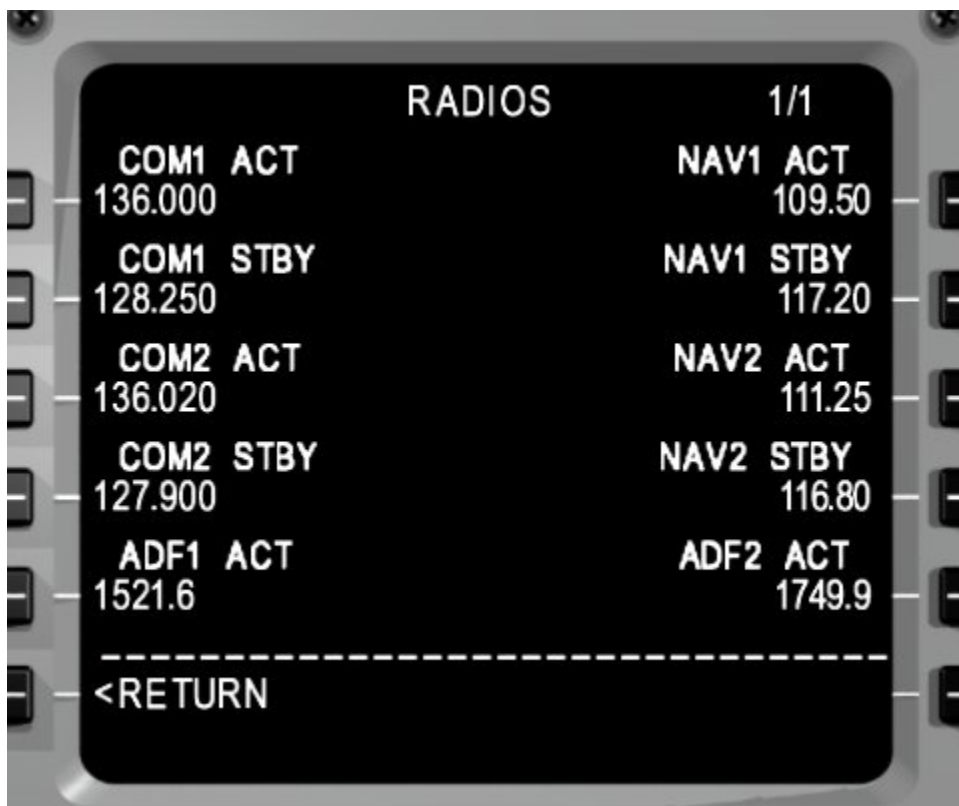 RADIOS 1/1
COM1 ACT NAV1 ACT
136.000 109.50
COM1 STBY NAV1 STBY
128.250 117.20
COM2 ACT NAV2 ACT
136.020 111.25
COM2 STBY NAV2 STBY
127.900 116.80
ADF1 ACT ADF2 ACT
1521.6 1749.9
--------------------------------
<RETURN